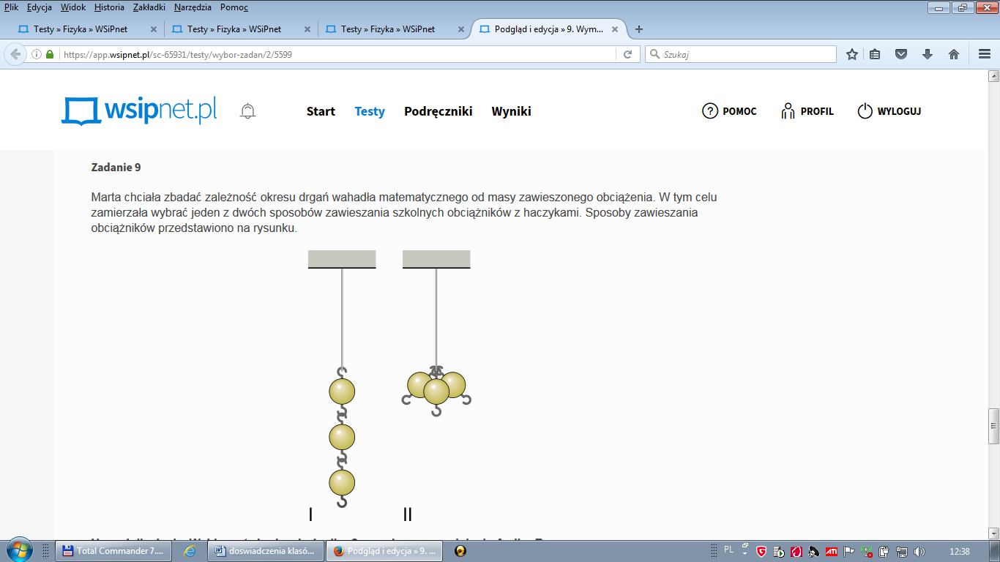 Plik Edycja Widok Historia Zakładki Narzędzia Pomoc
Testy » Fizyka » WSiPnet
Testy » Fizyka » WSiPnet
Testy » Fizyka » WSiPnet
Podgląd i edycja » 9. Wym...
https://app.wsipnet.pl/sc-65931/testy/wybor-zadan/2/5599
Szukaj
wsipnet.pl
Start Testy Podręczniki Wyniki
POMOC PROFIL WYLOGUJ
Zadanie 9
Marta chciała zbadać zależność okresu drgań wahadła matematycznego od masy zawieszonego obciążenia. W tym celu
zamierzała wybrać jeden z dwóch sposobów zawieszania szkolnych obciążników z haczykami. Sposoby zawieszania
obciążników przedstawiono na rysunku.
I II
Total Commander 7....
doswiadczenia klasó...
Podgląd i edycja » 9. ...
PL
ATI
12:38